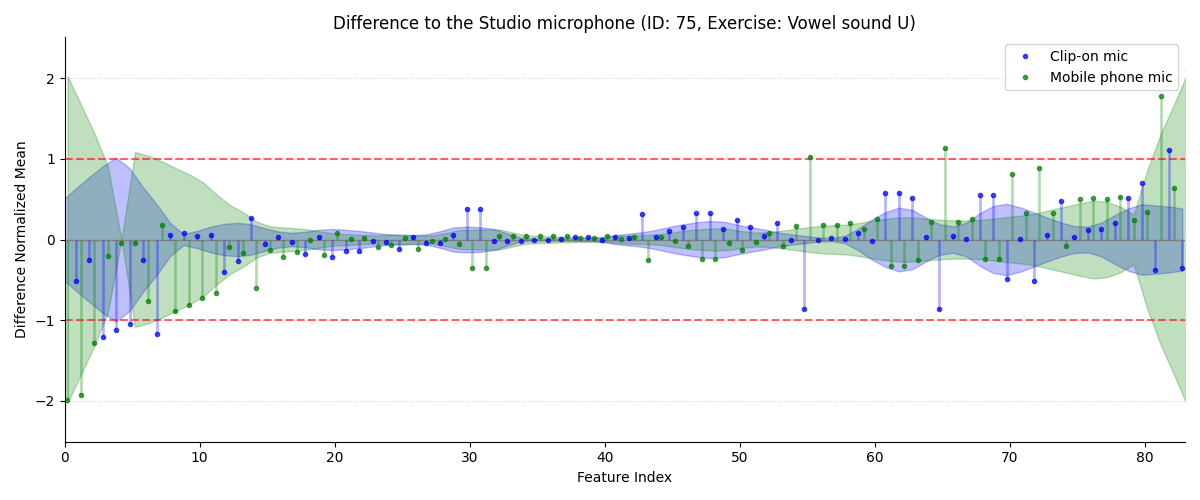 Difference to the Studio microphone (ID: 75, Exercise: Vowel sound U)
Clip-on mic
Mobile phone mic
Difference Normalized Mean
2
1
0
−1
−2
0 10 20 30 40 50 60 70 80
Feature Index